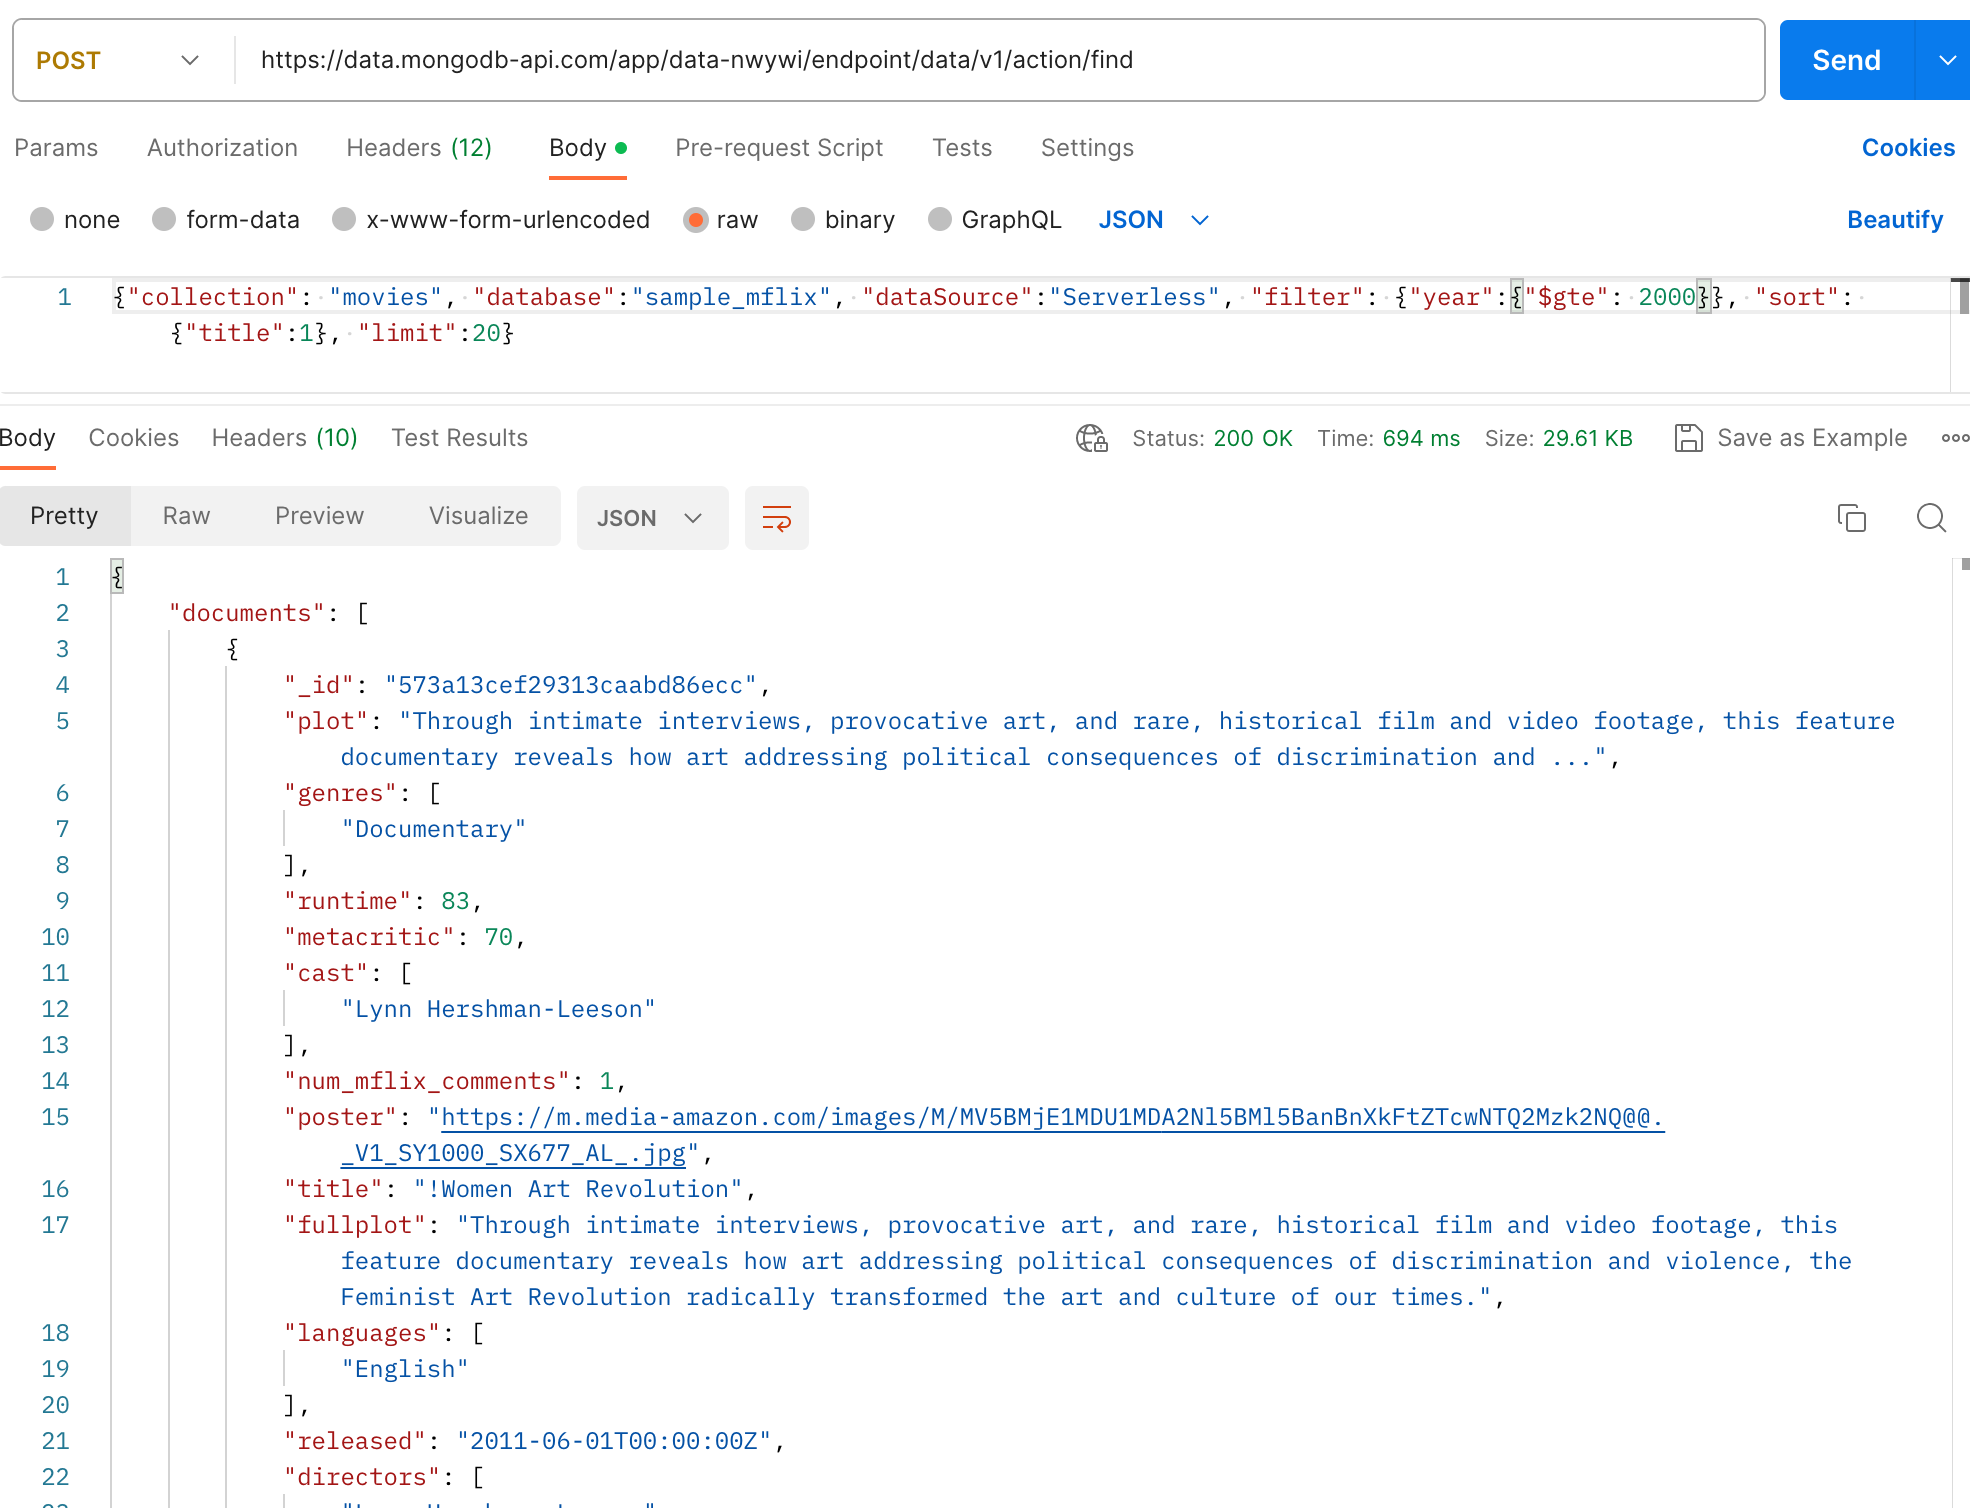 POST https://data.mongodb-api.com/app/data-nwywi/endpoint/data/v1/action/find Send
Params Authorization Headers (12) Body Pre-request Script Tests Settings Cookies
none form-data x-www-form-urlencoded raw binary GraphQL JSON Beautify
1 {"collection": "movies", "database":"sample_mflix", "dataSource":"Serverless", "filter": {"year":{"$gte": 2000}}, "sort":
{"title":1}, "limit":20}
Body Cookies Headers (10) Test Results Status: 200 OK Time: 694 ms Size: 29.61 KB Save as Example
Pretty Raw Preview Visualize JSON
1 {
2 "documents": [
3 {
4 "_id": "573a13cef29313caabd86ecc",
5 "plot": "Through intimate interviews, provocative art, and rare, historical film and video footage, this feature
documentary reveals how art addressing political consequences of discrimination and ...",
6 "genres": [
7 "Documentary"
8 ],
9 "runtime": 83,
10 "metacritic": 70,
11 "cast": [
12 "Lynn Hershman-Leeson"
13 ],
14 "num_mflix_comments": 1,
15 "poster": "https://m.media-amazon.com/images/M/MV5BMjE1MDU1MDA2Nl5BMl5BanBnXkFtZTcwNTQ2Mzk2NQ@@.
_V1_SY1000_SX677_AL_.jpg",
16 "title": "!Women Art Revolution",
17 "fullplot": "Through intimate interviews, provocative art, and rare, historical film and video footage, this
feature documentary reveals how art addressing political consequences of discrimination and violence, the
Feminist Art Revolution radically transformed the art and culture of our times.",
18 "languages": [
19 "English"
20 ],
21 "released": "2011-06-01T00:00:00Z",
22 "directors": [